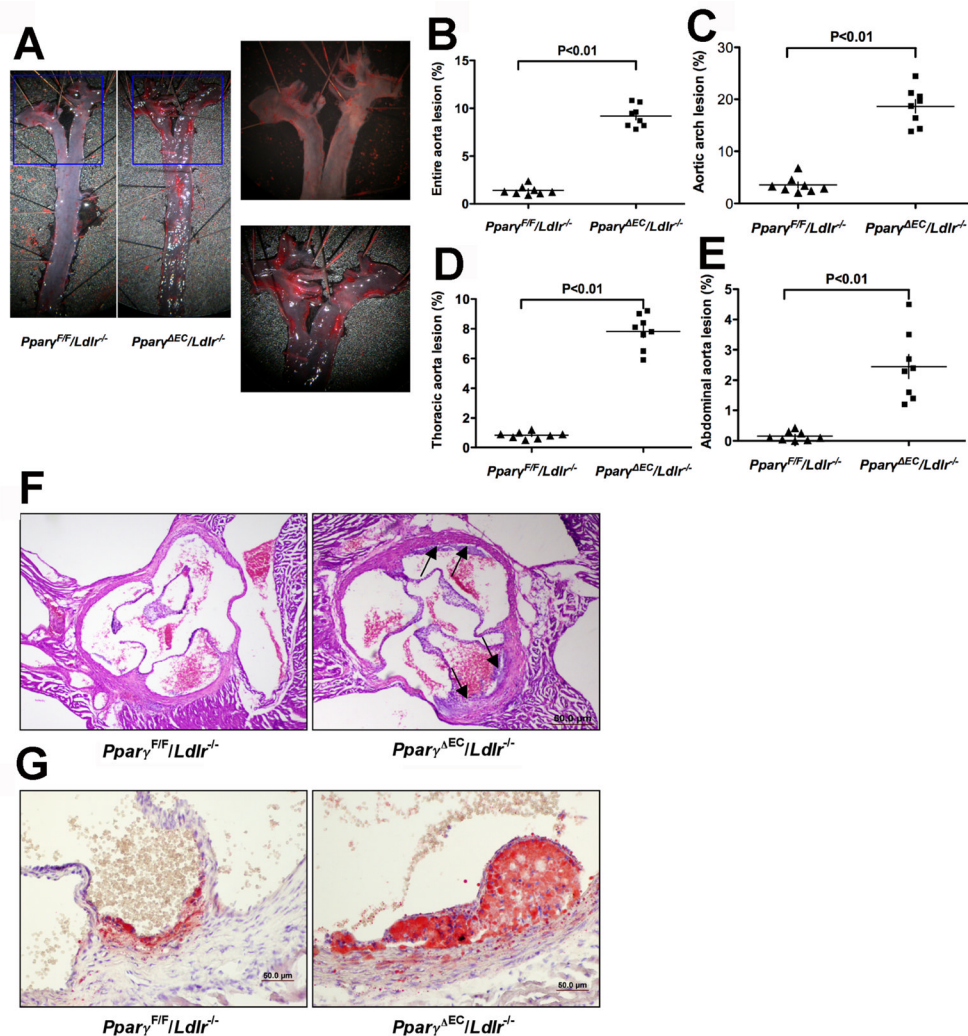 A
Pparγ^F/F/Ldlr^-/-
Pparγ^ΔEC/Ldlr^-/-
B
Entire aorta lesion (%)
15
10
5
0
P<0.01
Pparγ^F/F/Ldlr^-/-
Pparγ^ΔEC/Ldlr^-/-
C
Aortic arch lesion (%)
30
20
10
0
P<0.01
Pparγ^F/F/Ldlr^-/-
Pparγ^ΔEC/Ldlr^-/-
D
Thoracic aorta lesion (%)
10
8
6
4
2
0
P<0.01
Pparγ^F/F/Ldlr^-/-
Pparγ^ΔEC/Ldlr^-/-
E
Abdominal aorta lesion (%)
5
4
3
2
1
0
P<0.01
Pparγ^F/F/Ldlr^-/-
Pparγ^ΔEC/Ldlr^-/-
F
50.0 µm
Pparγ^F/F/Ldlr^-/-
Pparγ^ΔEC/Ldlr^-/-
G
50.0 µm
50.0 µm
Pparγ^F/F/Ldlr^-/-
Pparγ^ΔEC/Ldlr^-/-